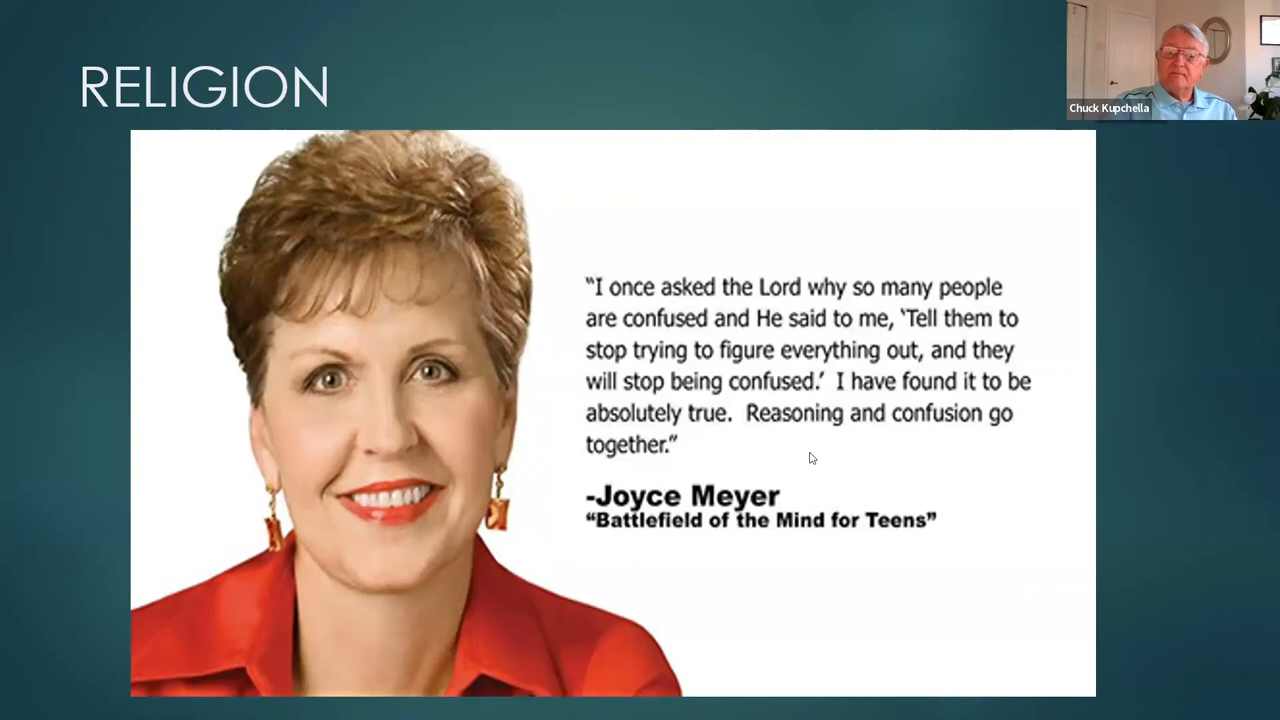 RELIGION
Chuck Kupchella
“I once asked the Lord why so many people
are confused and He said to me, ‘Tell them to
stop trying to figure everything out, and they
will stop being confused.’  I have found it to be
absolutely true.  Reasoning and confusion go
together.”
-Joyce Meyer
“Battlefield of the Mind for Teens”